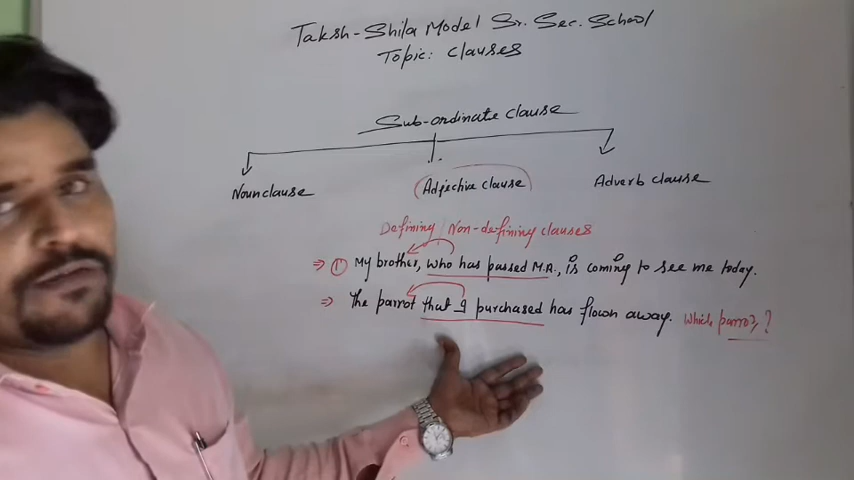 Taksh-Shila Model Sr. Sec. School
Topic: clauses
Sub-ordinate clause
Noun clause Adjective clause Adverb clause
Defining / Non-defining clauses
⇒ ① My brother, who has passed M.A., is coming to see me today.
⇒ The parrot that I purchased has flown away. Which parrot?